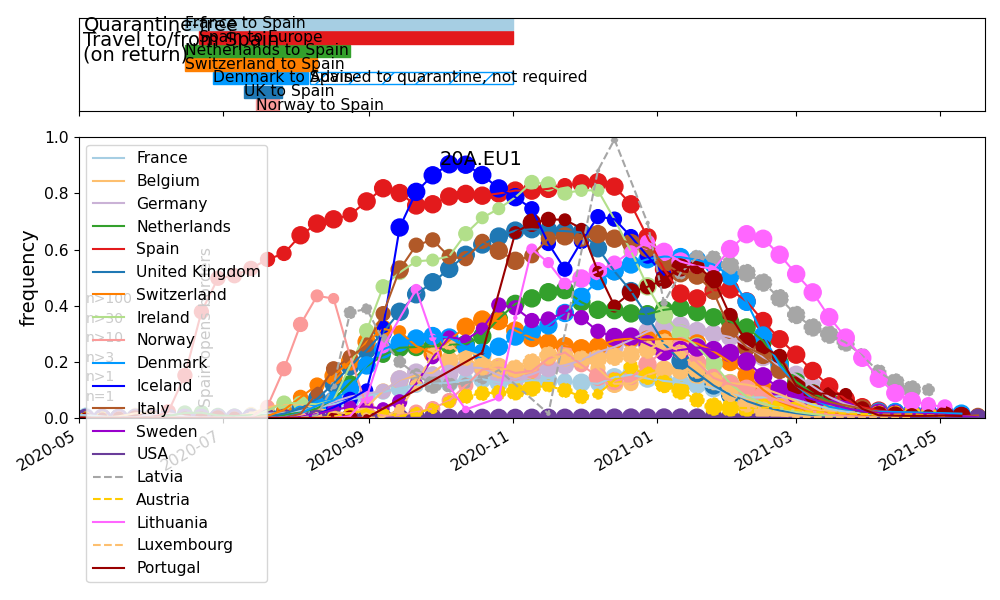 Quarantine-free
Travel to/from Spain
(on return)
France to Spain
Spain to Europe
Netherlands to Spain
Switzerland to Spain
Denmark to Spain
Advised to quarantine, not required
UK to Spain
Norway to Spain
20A.EU1
frequency
1.0
0.8
0.6
0.4
0.2
0.0
France
Belgium
Germany
Netherlands
Spain
United Kingdom
Switzerland
Ireland
Norway
Denmark
Iceland
Italy
Sweden
USA
Latvia
Austria
Lithuania
Luxembourg
Portugal
n>100
n>30
n>10
n>3
n>1
n=1
Spain opens borders
2020-05
2020-07
2020-09
2020-11
2021-01
2021-03
2021-05